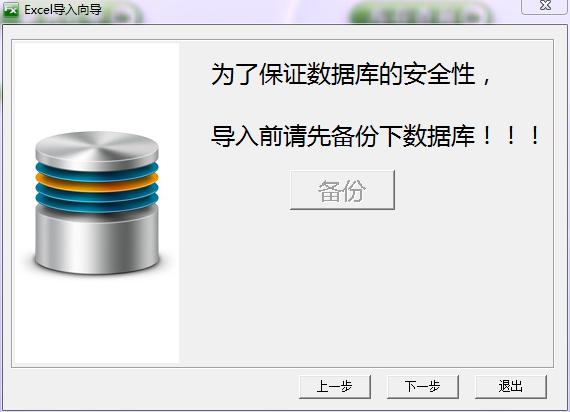 Excel导入向导
为了保证数据库的安全性，
导入前请先备份下数据库！！！
备份
上一步
下一步
退出